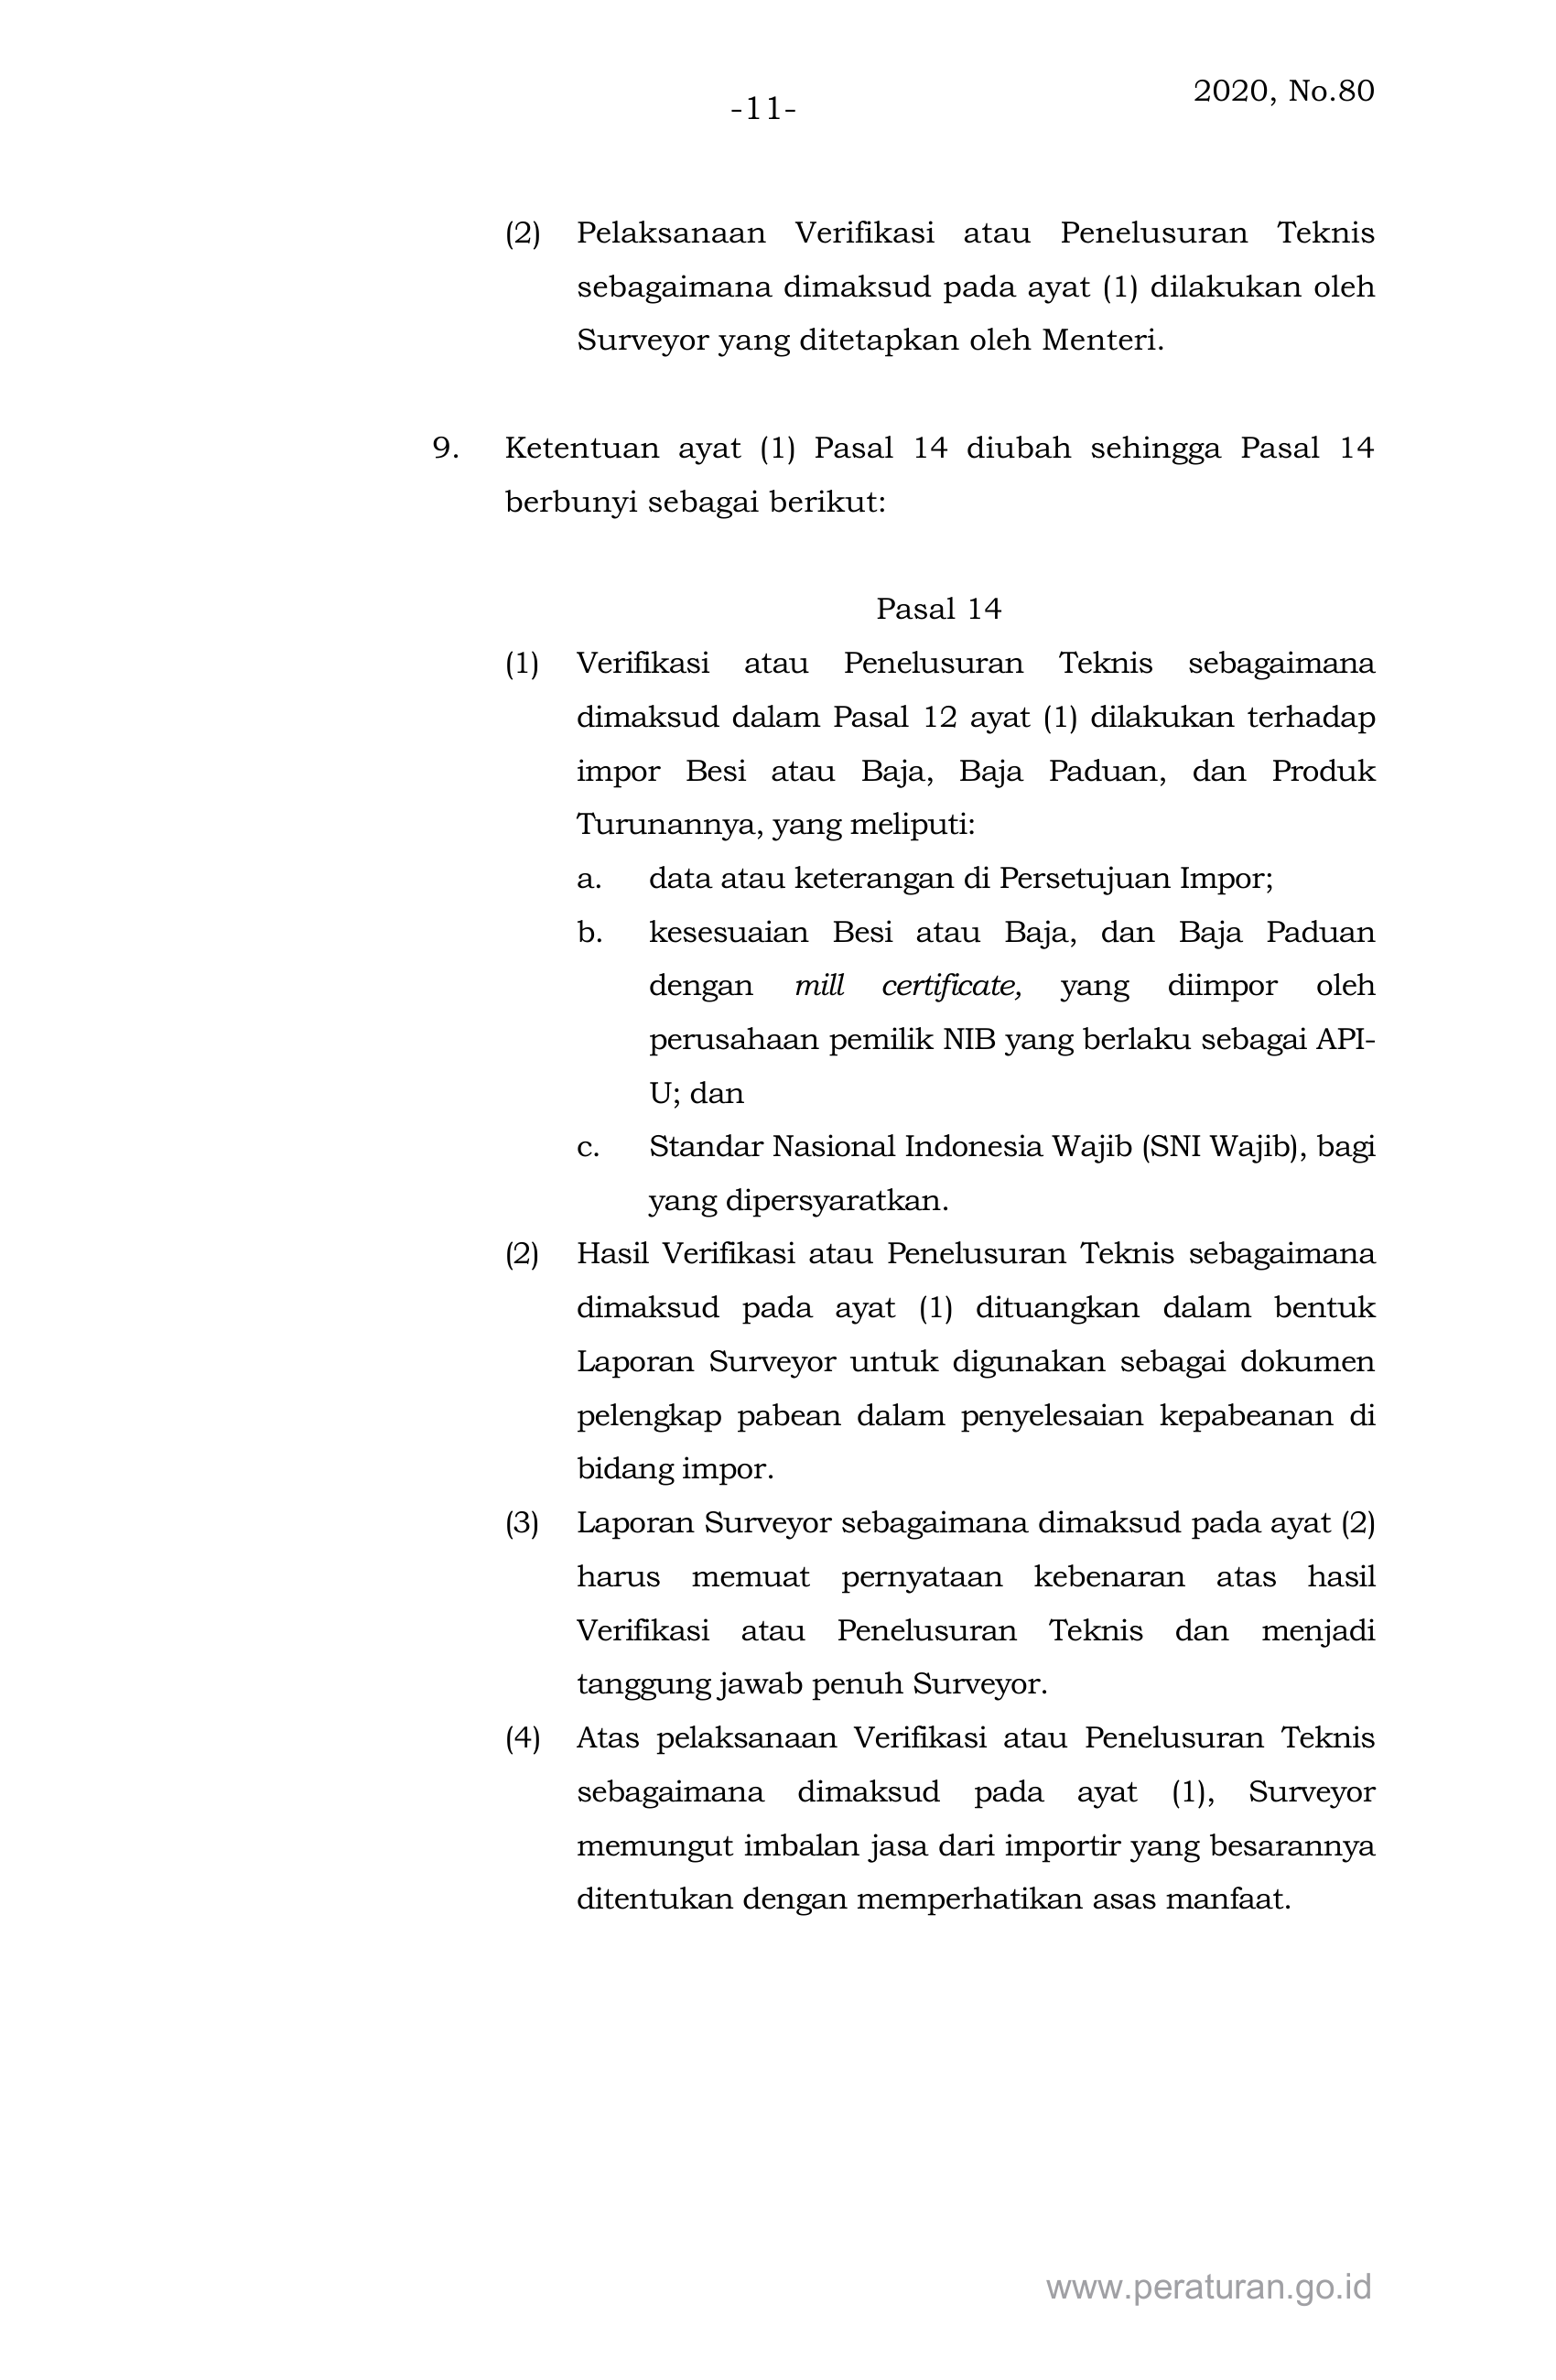 2020, No.80
-11-
(2) Pelaksanaan Verifikasi atau Penelusuran Teknis
sebagaimana dimaksud pada ayat (1) dilakukan oleh
Surveyor yang ditetapkan oleh Menteri.
9. Ketentuan ayat (1) Pasal 14 diubah sehingga Pasal 14
berbunyi sebagai berikut:
Pasal 14
(1) Verifikasi atau Penelusuran Teknis sebagaimana
dimaksud dalam Pasal 12 ayat (1) dilakukan terhadap
impor Besi atau Baja, Baja Paduan, dan Produk
Turunannya, yang meliputi:
a. data atau keterangan di Persetujuan Impor;
b. kesesuaian Besi atau Baja, dan Baja Paduan
dengan mill certificate, yang diimpor oleh
perusahaan pemilik NIB yang berlaku sebagai API-
U; dan
c. Standar Nasional Indonesia Wajib (SNI Wajib), bagi
yang dipersyaratkan.
(2) Hasil Verifikasi atau Penelusuran Teknis sebagaimana
dimaksud pada ayat (1) dituangkan dalam bentuk
Laporan Surveyor untuk digunakan sebagai dokumen
pelengkap pabean dalam penyelesaian kepabeanan di
bidang impor.
(3) Laporan Surveyor sebagaimana dimaksud pada ayat (2)
harus memuat pernyataan kebenaran atas hasil
Verifikasi atau Penelusuran Teknis dan menjadi
tanggung jawab penuh Surveyor.
(4) Atas pelaksanaan Verifikasi atau Penelusuran Teknis
sebagaimana dimaksud pada ayat (1), Surveyor
memungut imbalan jasa dari importir yang besarannya
ditentukan dengan memperhatikan asas manfaat.
www.peraturan.go.id